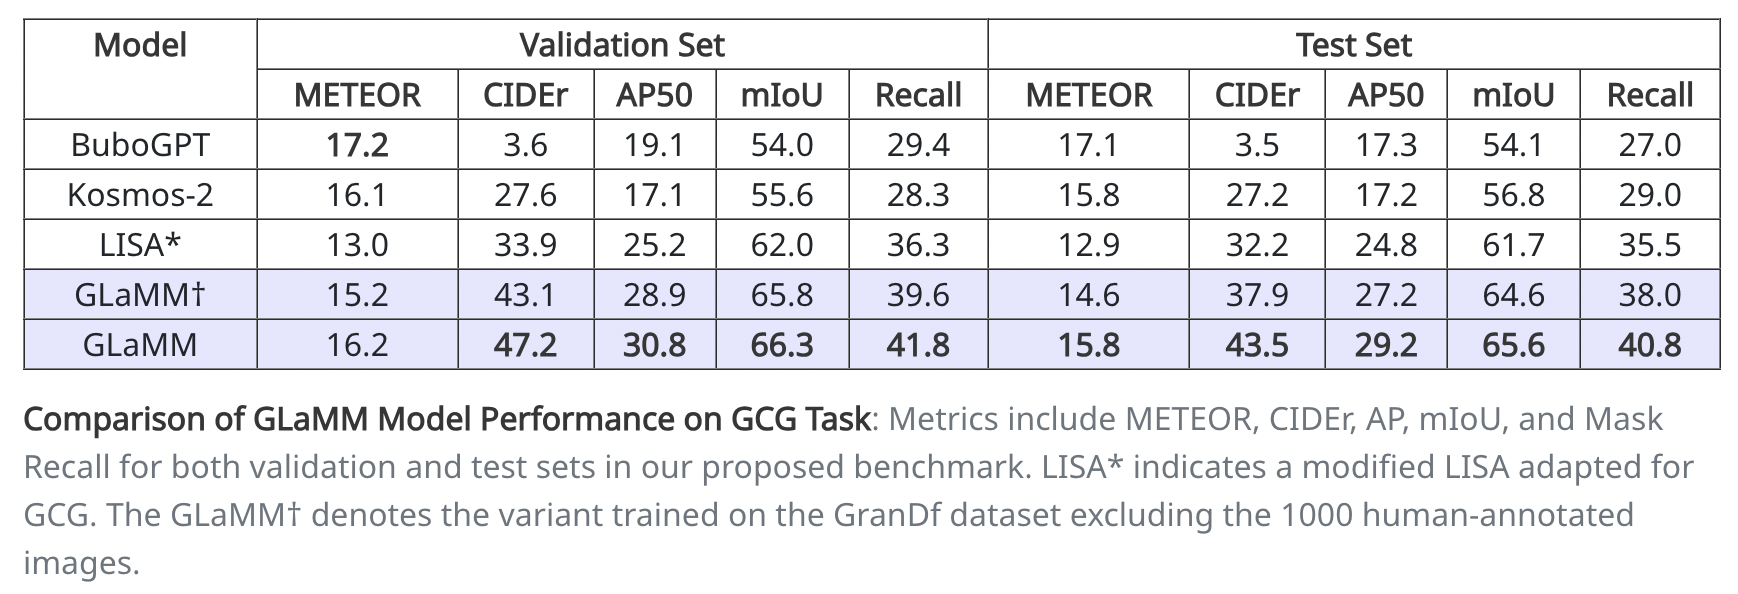 Model Validation Set Test Set
METEOR CIDEr AP50 mIoU Recall METEOR CIDEr AP50 mIoU Recall
BuboGPT 17.2 3.6 19.1 54.0 29.4 17.1 3.5 17.3 54.1 27.0
Kosmos-2 16.1 27.6 17.1 55.6 28.3 15.8 27.2 17.2 56.8 29.0
LISA* 13.0 33.9 25.2 62.0 36.3 12.9 32.2 24.8 61.7 35.5
GLaMM† 15.2 43.1 28.9 65.8 39.6 14.6 37.9 27.2 64.6 38.0
GLaMM 16.2 47.2 30.8 66.3 41.8 15.8 43.5 29.2 65.6 40.8
Comparison of GLaMM Model Performance on GCG Task: Metrics include METEOR, CIDEr, AP, mIoU, and Mask
Recall for both validation and test sets in our proposed benchmark. LISA* indicates a modified LISA adapted for
GCG. The GLaMM† denotes the variant trained on the GranDf dataset excluding the 1000 human-annotated
images.